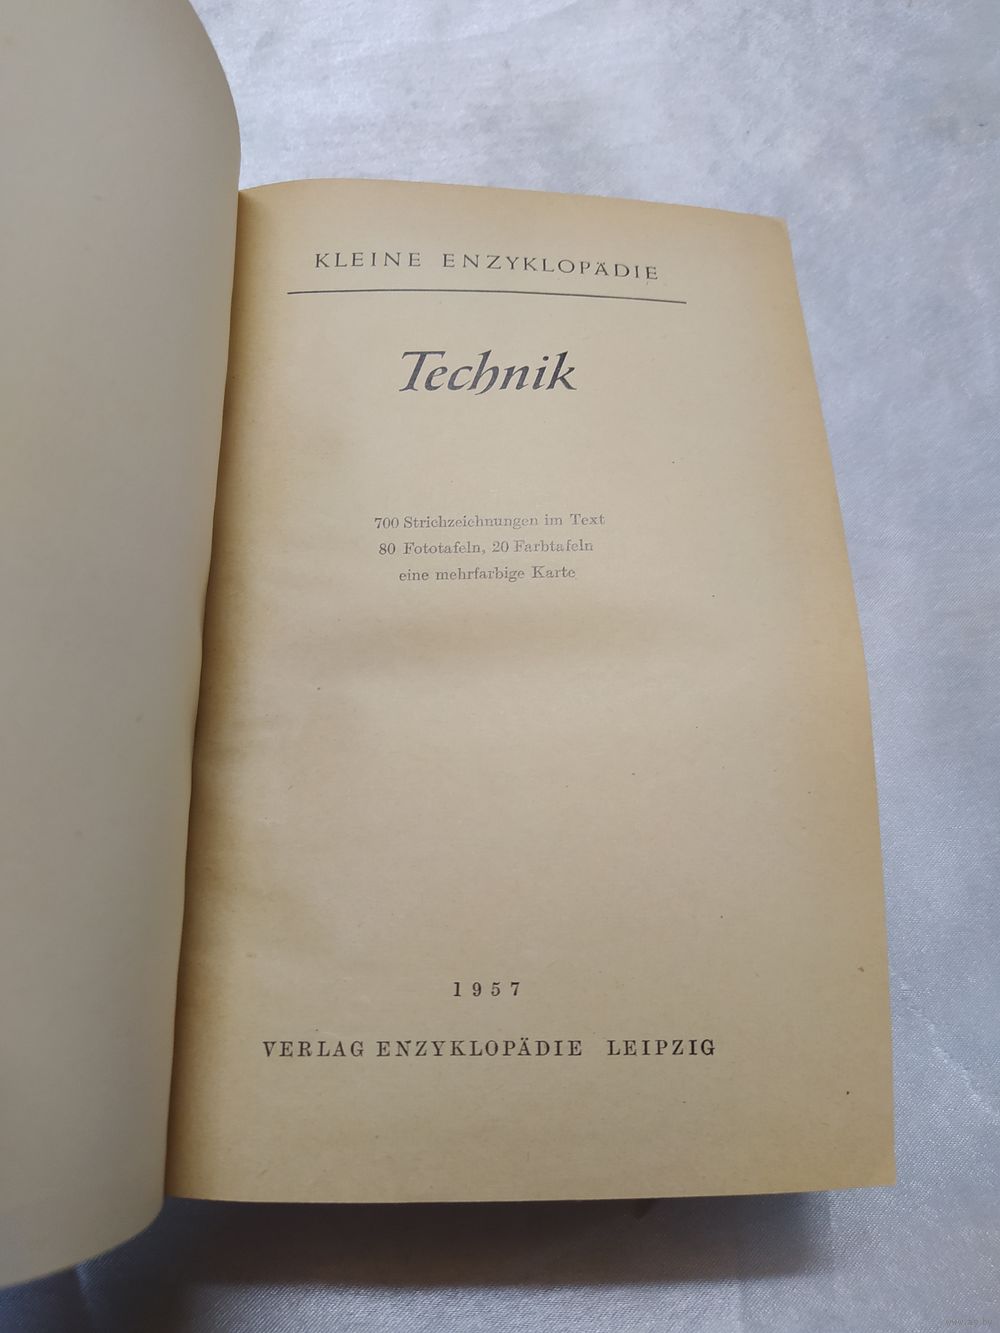 KLEINE ENZYKLOPÄDIE
Technik
700 Strichzeichnungen im Text
80 Fototafeln, 20 Farbtafeln
eine mehrfarbige Karte
1957
VERLAG ENZYKLOPÄDIE LEIPZIG